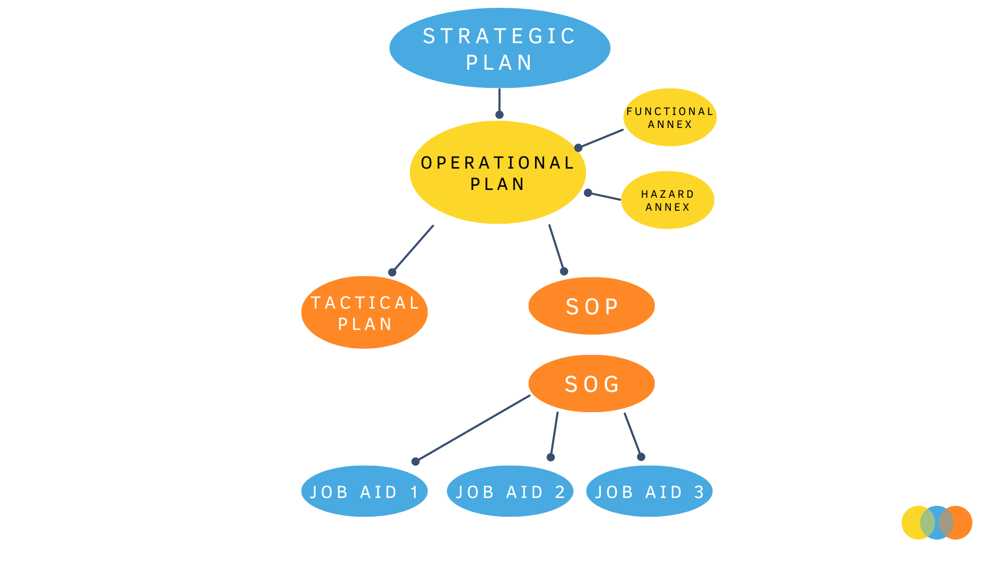 STRATEGIC
PLAN
FUNCTIONAL
ANNEX
OPERATIONAL
PLAN
HAZARD
ANNEX
TACTICAL
PLAN
SOP
SOG
JOB AID 1
JOB AID 2
JOB AID 3